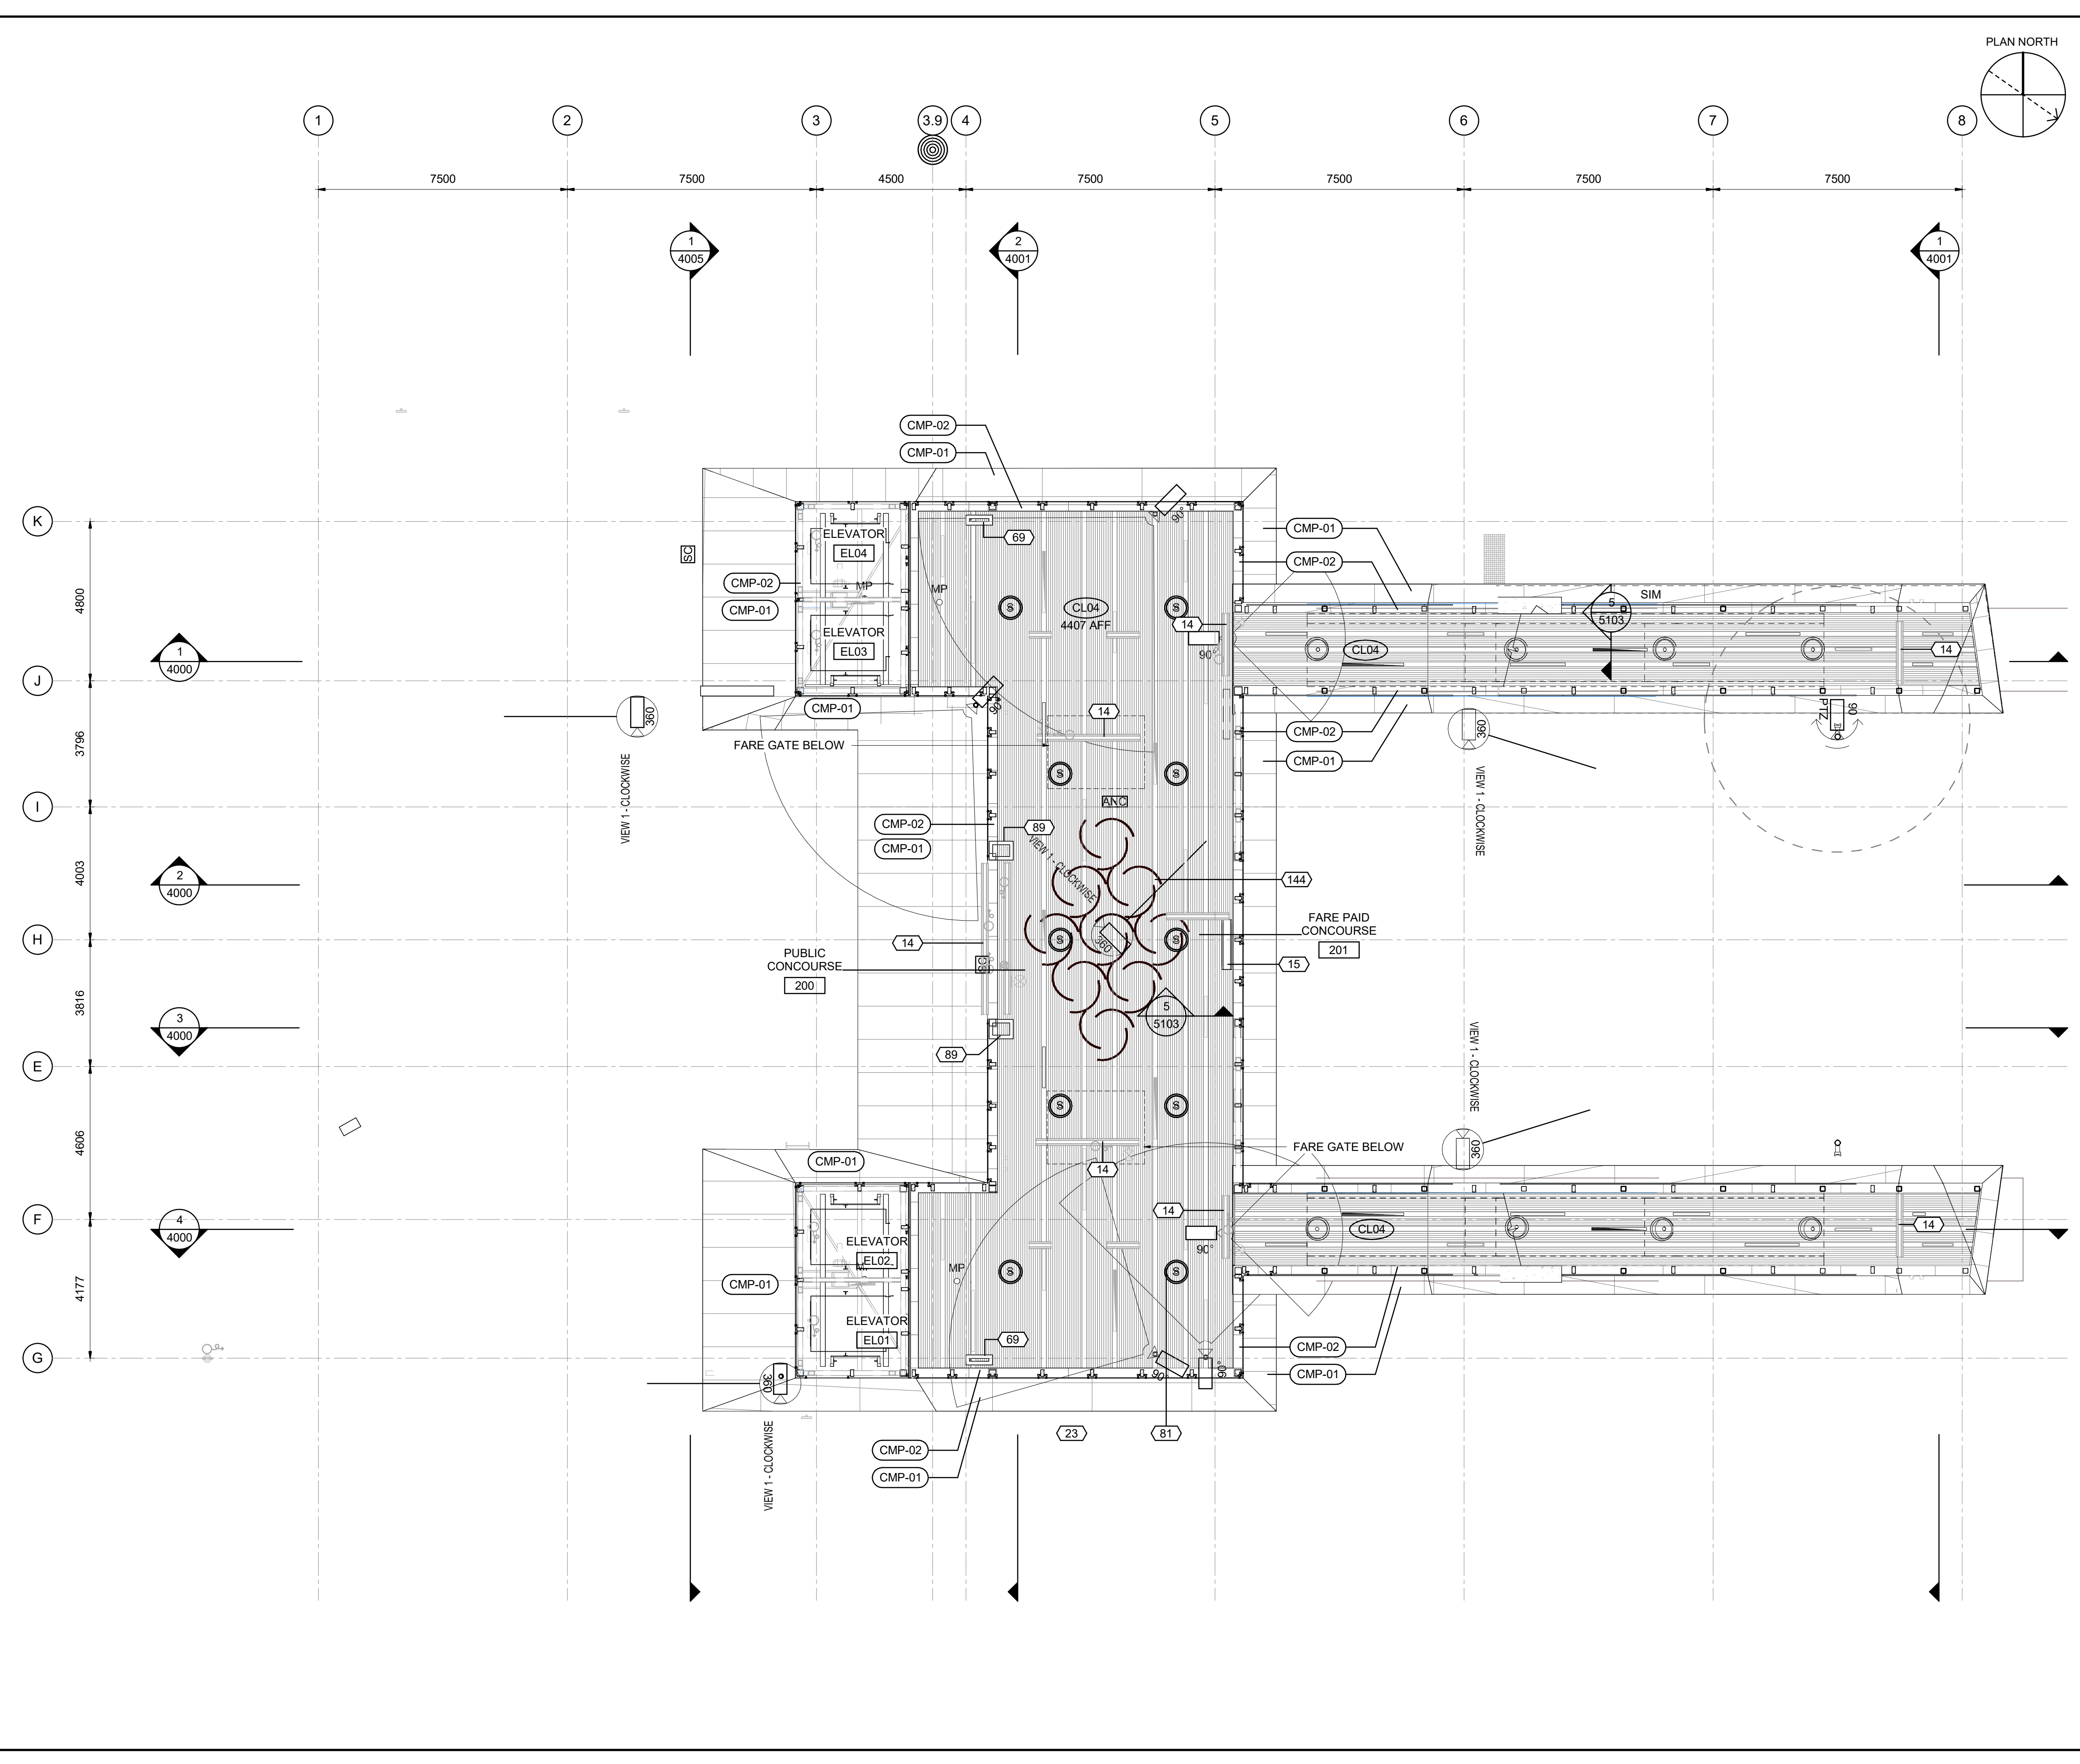 PLAN NORTH
1
2
3
3.9
4
5
6
7
8
7500
7500
4500
7500
7500
7500
7500
1
4005
2
4001
1
4001
CMP-02
CMP-01
K
ELEVATOR
EL04
69
CMP-01
SC
CMP-02
CMP-02
MP
MP
CMP-01
4800
S
S
CL04
4407 AFF
SIM
5
5103
14
90°
ELEVATOR
EL03
1
4000
90°
CL04
14
J
90°
CMP-01
14
360
360
PTZ
90
CMP-02
3796
FARE GATE BELOW
CMP-01
S
S
VIEW 1 - CLOCKWISE
VIEW 1 - CLOCKWISE
ANC
I
CMP-02
89
CMP-01
VIEW 1 - CLOCKWISE
4003
2
4000
144
H
14
S
S
360
FARE PAID
CONCOURSE
201
PUBLIC
CONCOURSE
200
SC
15
3816
3
4000
5
5103
89
E
VIEW 1 - CLOCKWISE
S
S
4606
FARE GATE BELOW
360
CMP-01
14
F
4
4000
14
CL04
14
ELEVATOR
90°
EL02
MP
S
S
CMP-01
4177
ELEVATOR
EL01
69
CMP-02
G
360
90°
90°
CMP-01
23
81
CMP-02
CMP-01
VIEW 1 - CLOCKWISE